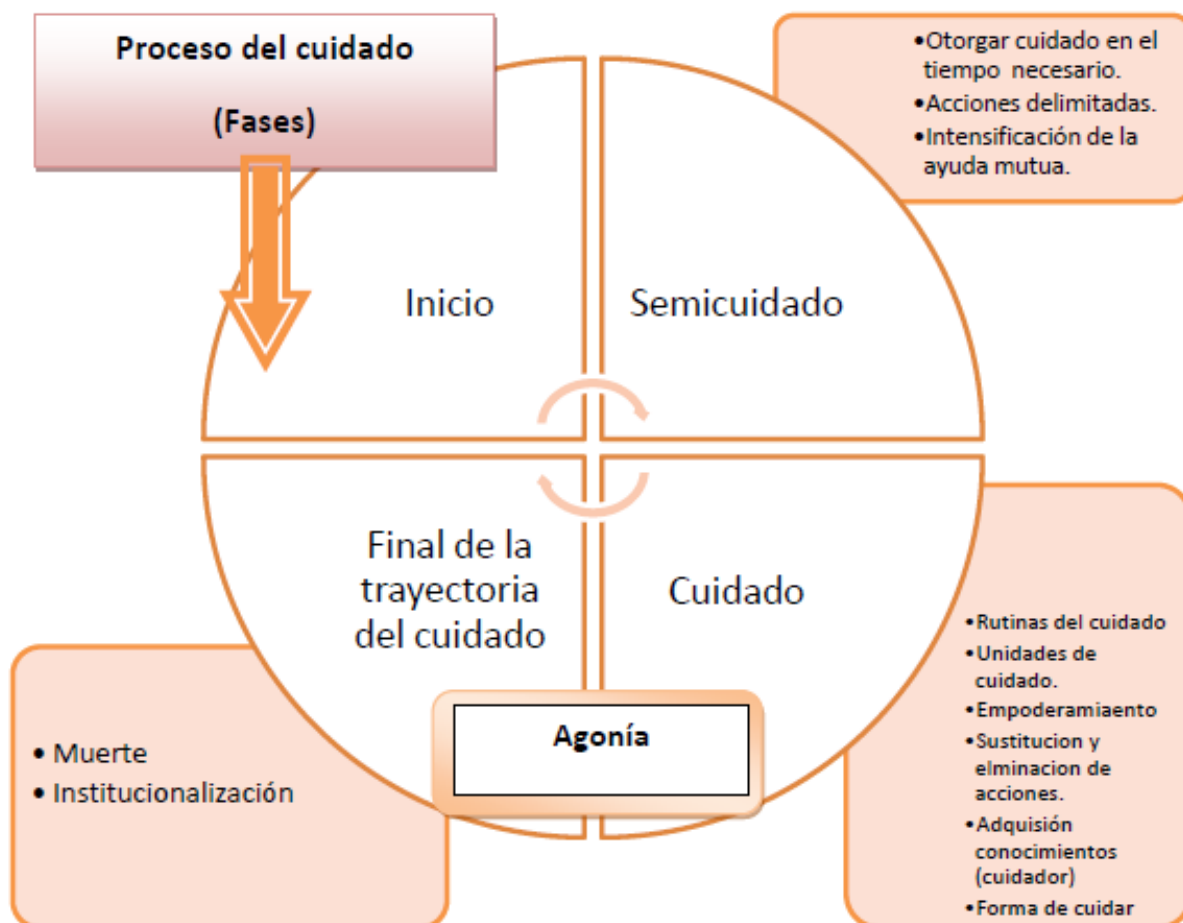 Proceso del cuidado
(Fases)
•Otorgar cuidado en el
tiempo necesario.
•Acciones delimitadas.
•Intensificación de la
ayuda mutua.
Inicio
Semicuidado
Final de la
trayectoria
del cuidado
Cuidado
•Rutinas del cuidado
•Unidades de
cuidado.
•Empoderamiaento
•Sustitucion y
elminacion de
acciones.
•Adquisión
conocimientos
(cuidador)
•Forma de cuidar
Agonía
• Muerte
• Institucionalización